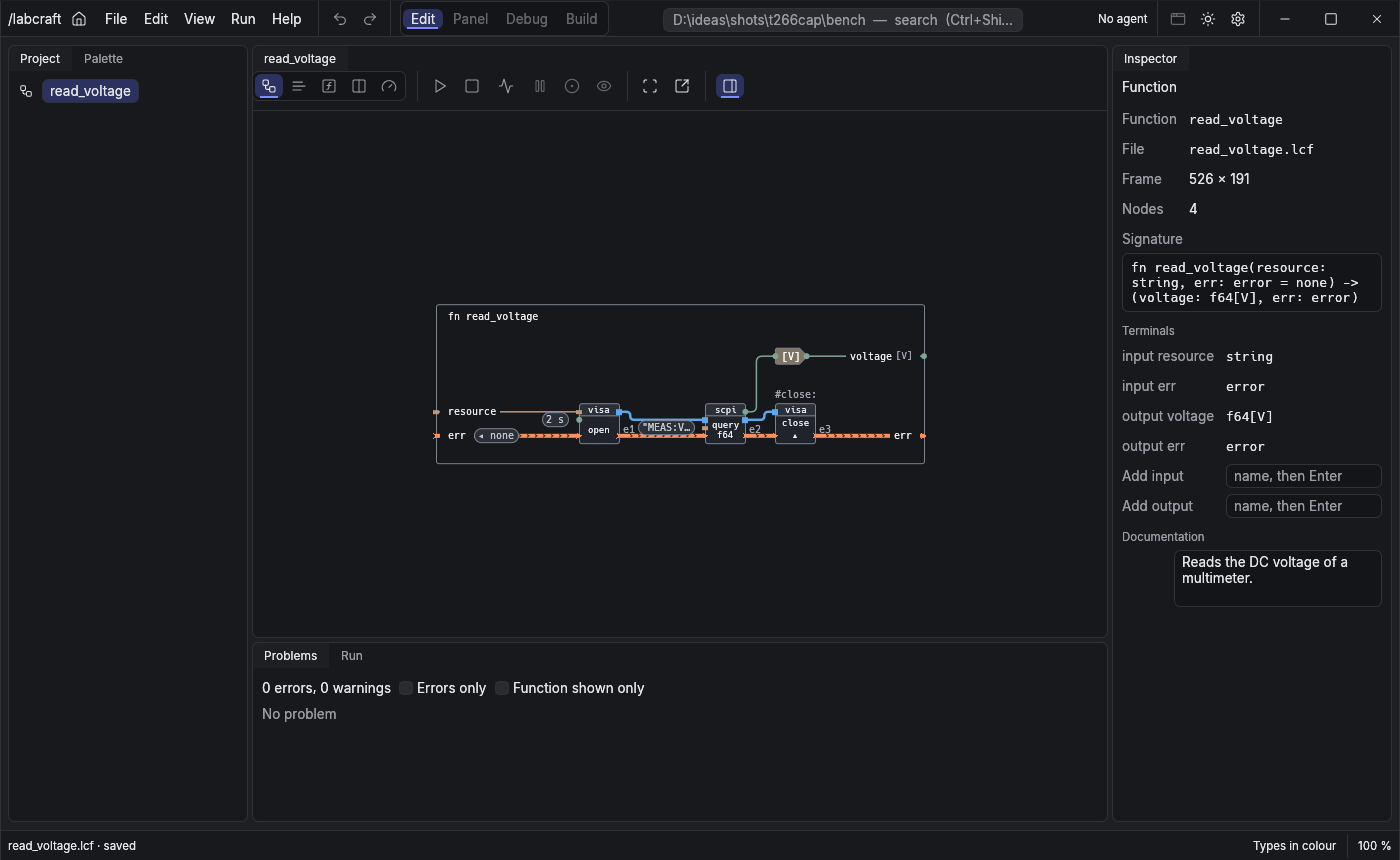 /labcraft File Edit View Run Help Edit Panel Debug Build D:\ideas\shots\t266cap\bench — search (Ctrl+Shi... No agent
Project Palette
read_voltage
read_voltage
fn read_voltage
[V] voltage [V]
#close:
resource visa scpi visa
2 s "MEAS:V… close
err ◂ none open e1 query f64 e2 ▴ e3 err
Problems Run
0 errors, 0 warnings Errors only Function shown only
No problem
Inspector
Function
Function read_voltage
File read_voltage.lcf
Frame 526 × 191
Nodes 4
Signature
fn read_voltage(resource:
string, err: error = none) ->
(voltage: f64[V], err: error)
Terminals
input resource string
input err error
output voltage f64[V]
output err error
Add input name, then Enter
Add output name, then Enter
Documentation
Reads the DC voltage of a
multimeter.
read_voltage.lcf · saved Types in colour 100 %